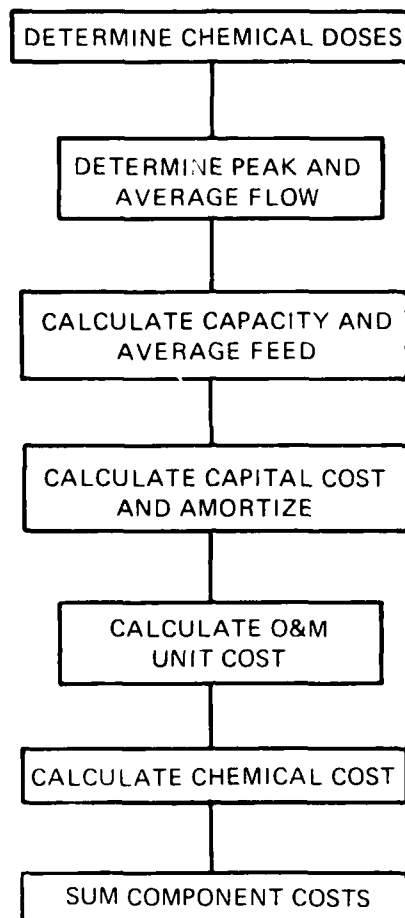 DETERMINE CHEMICAL DOSES
DETERMINE PEAK AND
AVERAGE FLOW
CALCULATE CAPACITY AND
AVERAGE FEED
CALCULATE CAPITAL COST
AND AMORTIZE
CALCULATE O&M
UNIT COST
CALCULATE CHEMICAL COST
SUM COMPONENT COSTS